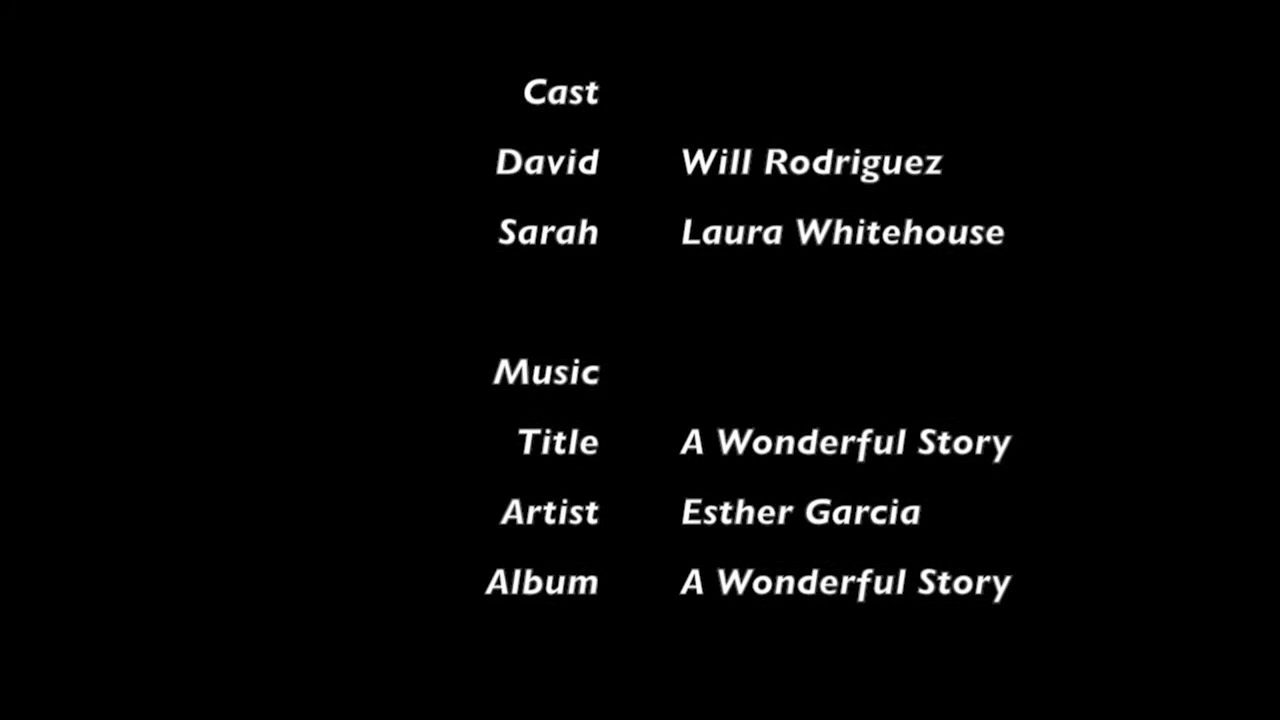 Cast
David Will Rodriguez
Sarah Laura Whitehouse
Music
Title A Wonderful Story
Artist Esther Garcia
Album A Wonderful Story